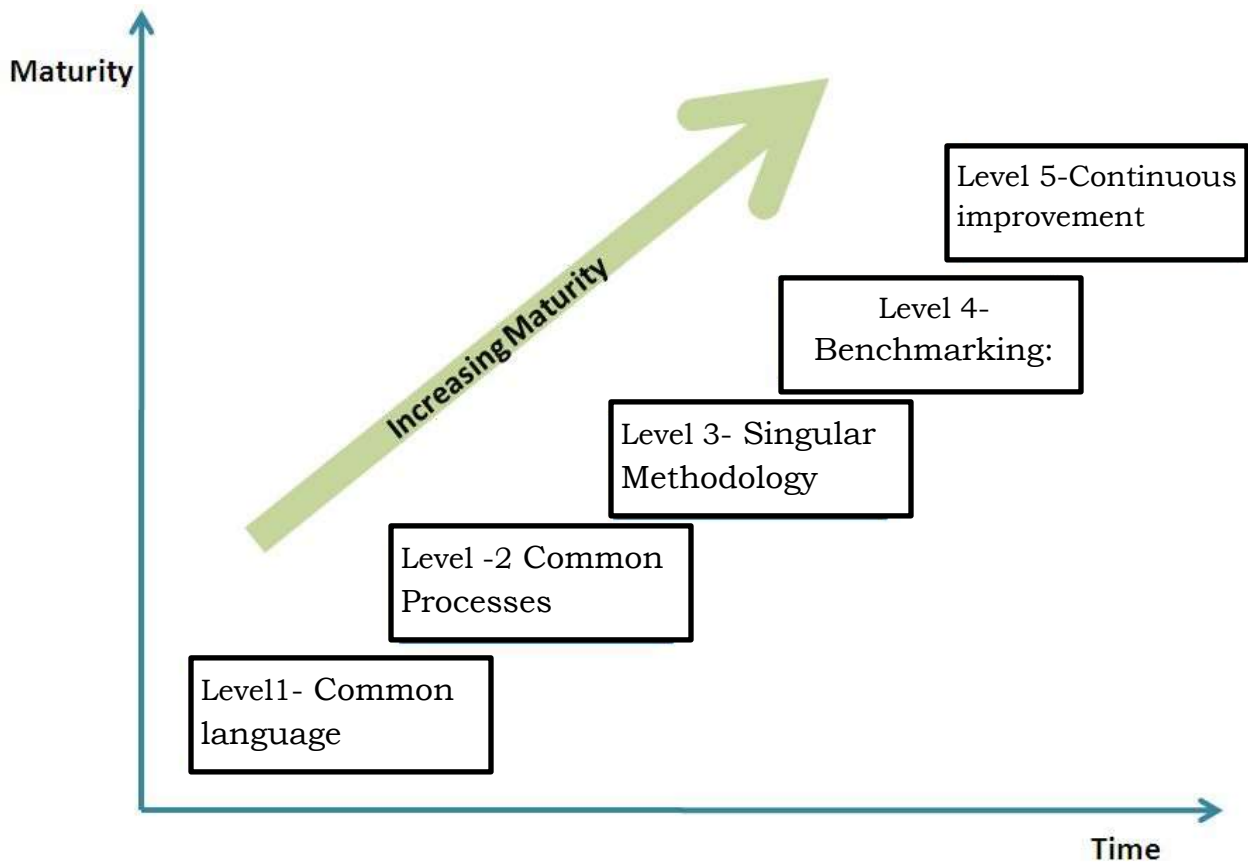 Maturity
Level 5-Continuous
improvement
Level 4-
Benchmarking:
Increasing Maturity
Level 3- Singular
Methodology
Level -2 Common
Processes
Level1- Common
language
Time